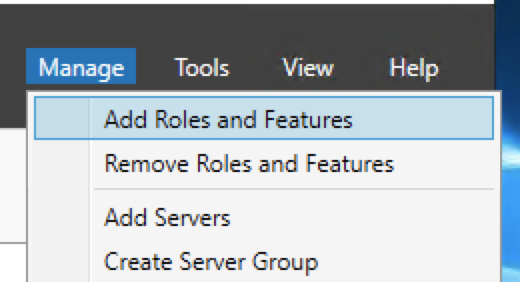 Manage Tools View Help
Add Roles and Features
Remove Roles and Features
Add Servers
Create Server Group